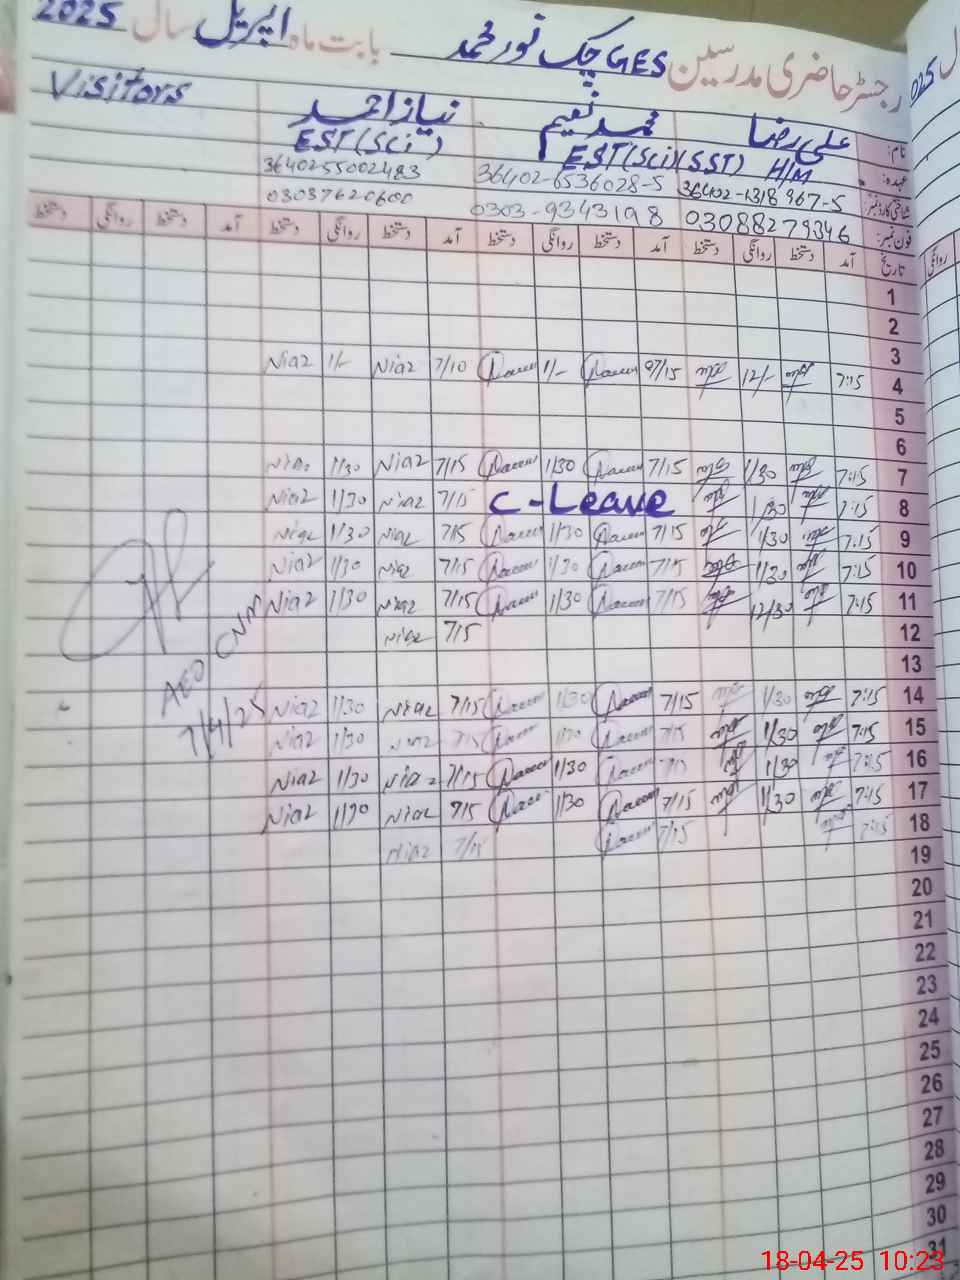 رجسٹر حاضری مدرسین GES چک نور محمد بابت ماہ اپریل سال 2025
نام: علی رضا محمد نعیم نیاز احمد Visitors
عہدہ: H/M EST(Sci)(SST) EST(Sci)
شناختی کارڈ نمبر: 36402-1318967-5 36402-6536028-5 3640255002483
فون نمبر: 03088279346 0303-9343198 03037620600
تاریخ آمد دستخط روانگی دستخط آمد دستخط روانگی دستخط آمد دستخط روانگی دستخط آمد دستخط روانگی دستخط
1
2
3
4 7:15 12/- 07/15 1/- 7/10 Niaz 1/- Niaz
5
6
7 7:15 1/30 7/15 1/30 7/15 Niaz 1/30 Niaz
8 7:15 1/30 C-Leave 7/15 Niaz 1/30 Niaz
9 7:15 1/30 7/15 1/30 7/15 Niaz 1/30 Niaz
10 7:15 1/30 7/15 1/30 7/15 Niaz 1/30 Niaz
11 7:15 12/30 7/15 1/30 7/15 Niaz 1/30 Niaz
12 7/15 Niaz
13
14 7:15 1/30 7/15 1/30 7/15 Niaz 1/30 Niaz
15 7:15 1/30 7/15 1/30 7/15 Niaz 1/30 Niaz
16 7:15 1/30 1/30 7/15 Niaz 1/30 Niaz
17 7:15 1/30 7/15 1/30 7/15 Niaz 1/30 Niaz
18 7:15 7/15 7/15 Niaz
19
20
21
22
23
24
25
26
27
28
29
30
31
AEO CNM
7/4/25
روانگی
18-04-25 10:23